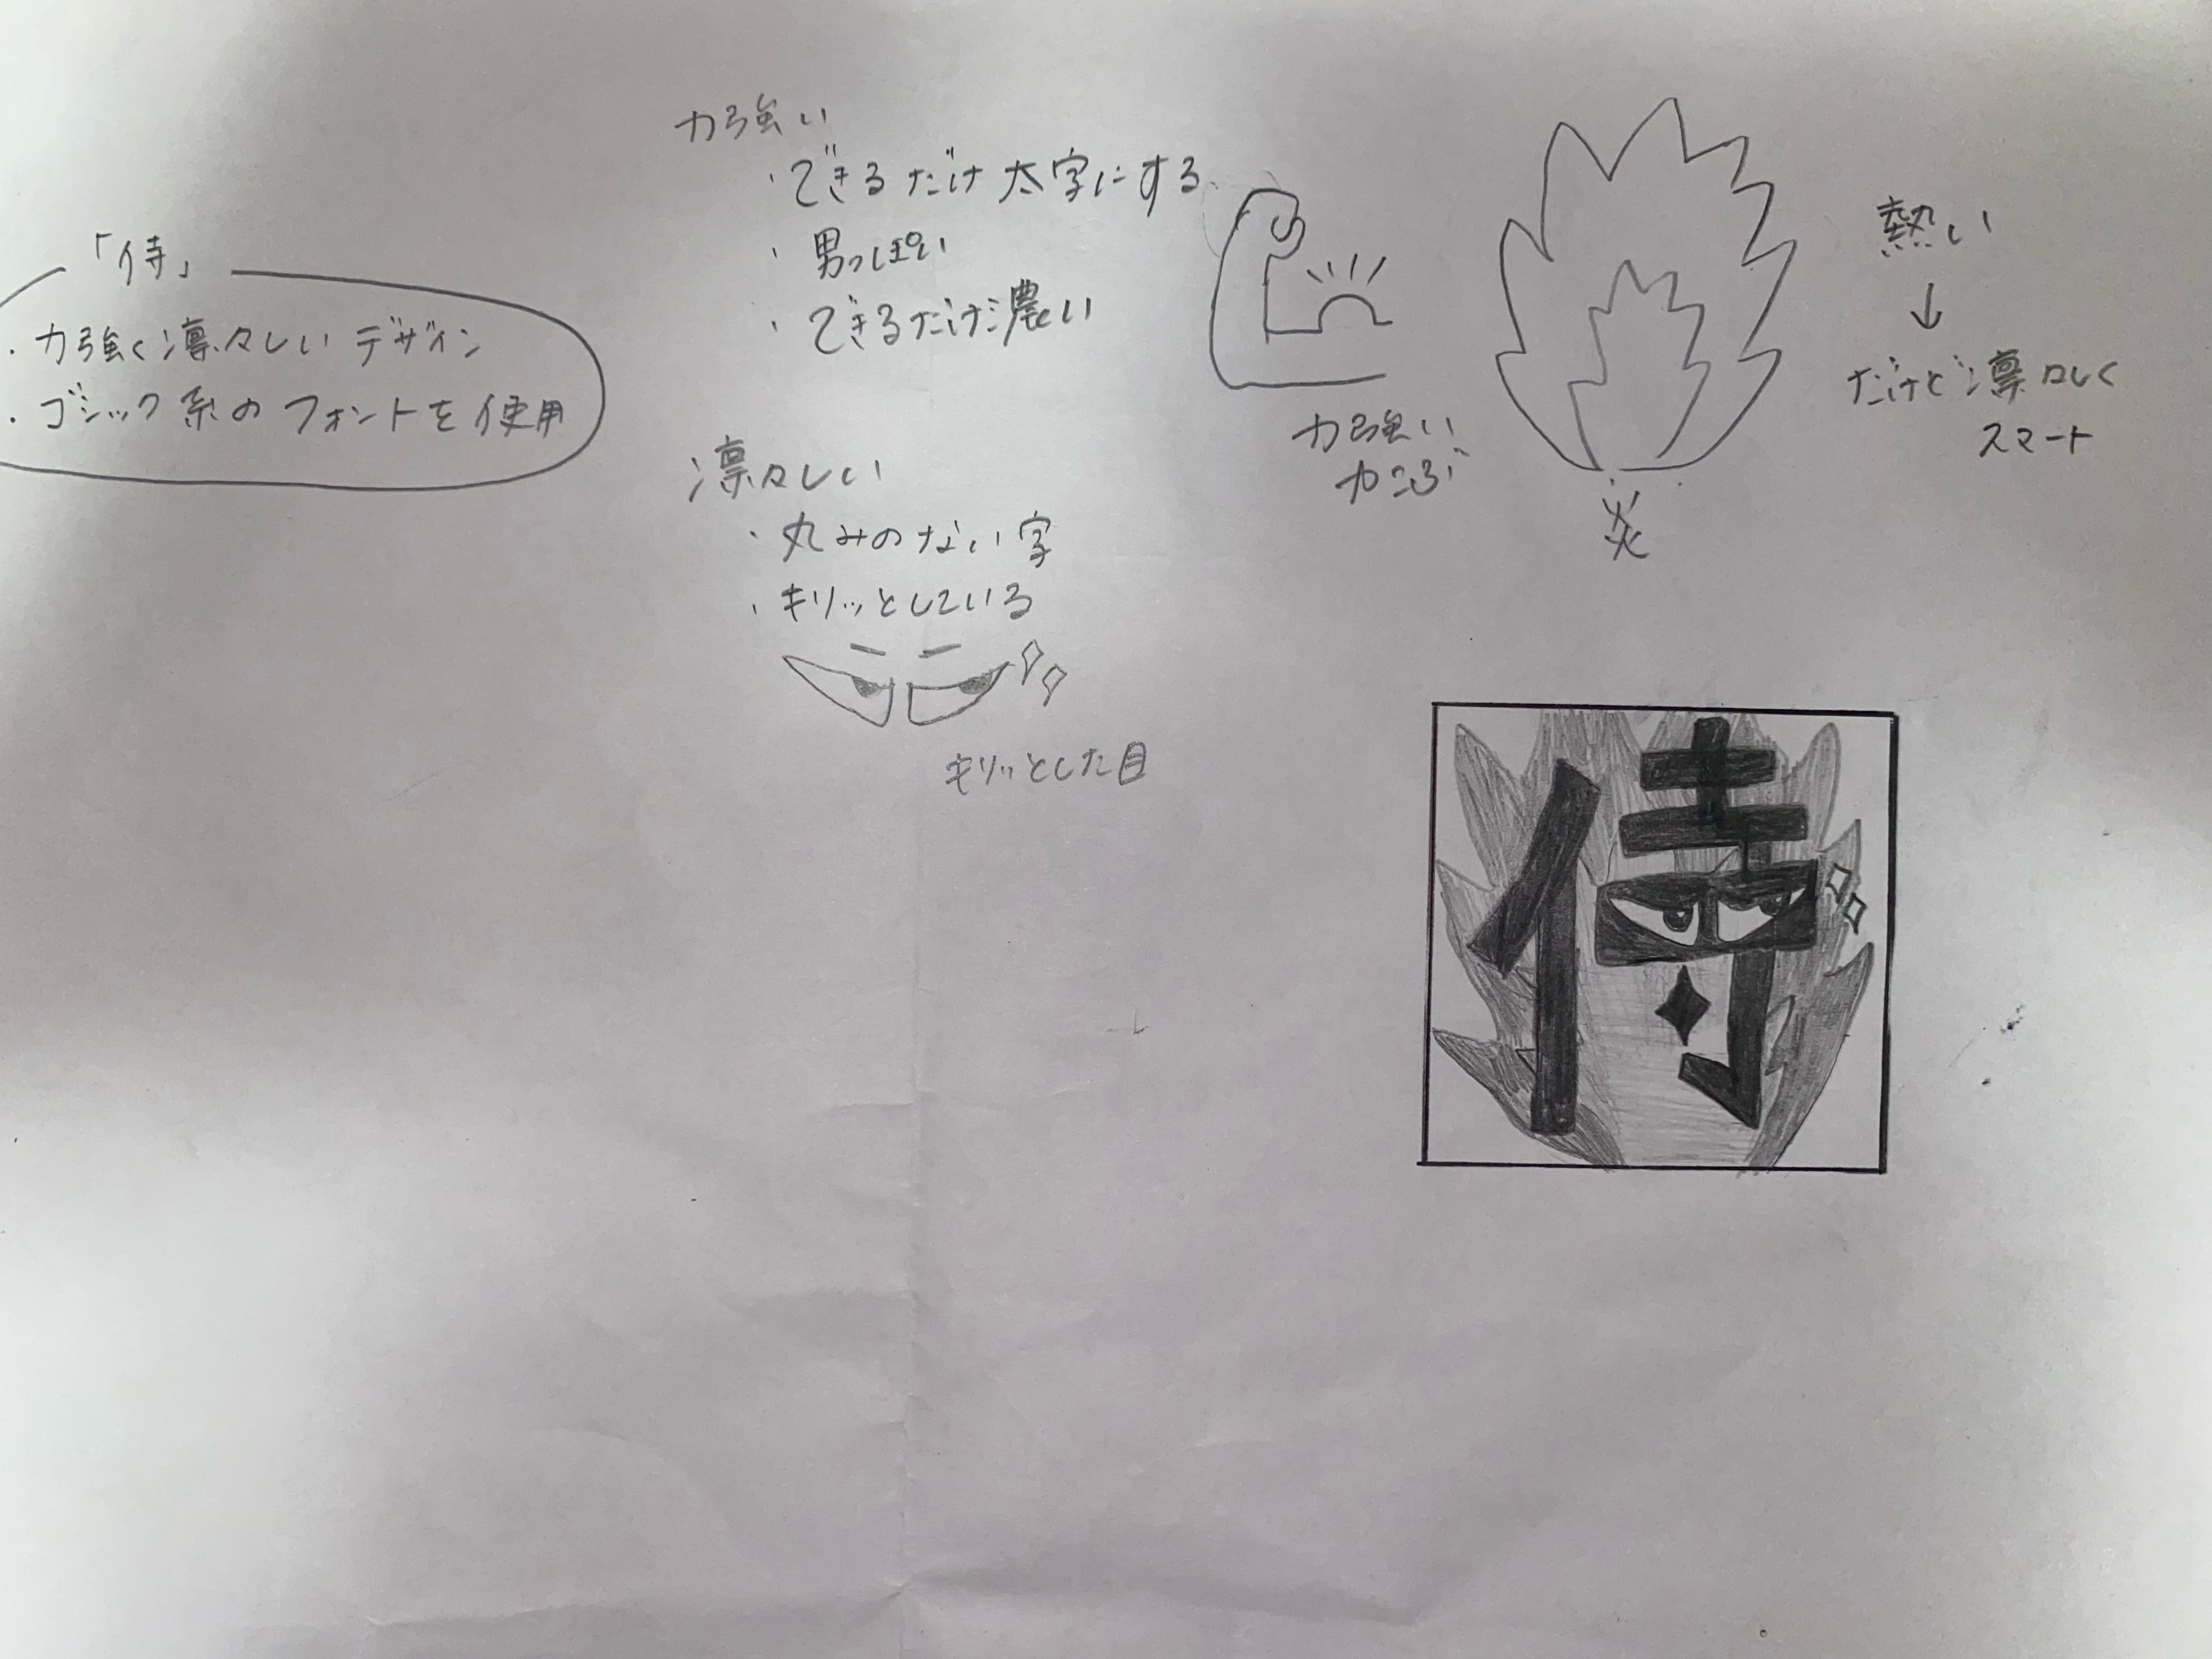 「侍」
・力強く凛々しいデザイン
・ゴシック系のフォントを使用
力強い
・できるだけ太字にする
・男っぽい
・できるだけ濃い
凛々しい
・丸みのない字
・キリッとしている
キリッとした目
力強い
力こぶ
炎
熱い
↓
だけど凛々しく
スマート
侍